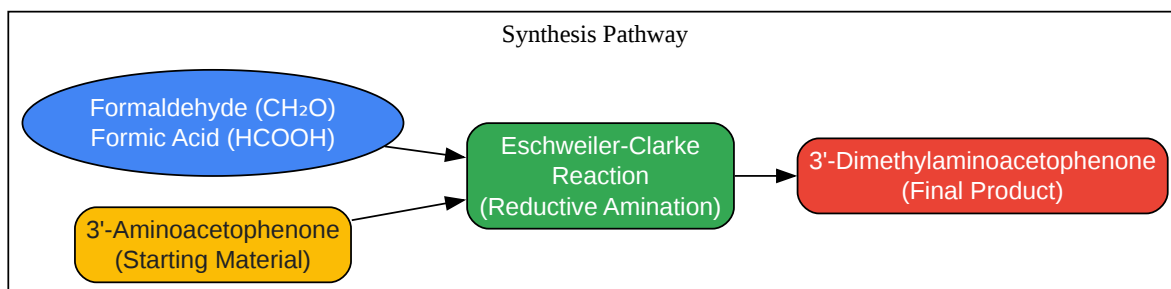 Synthesis Pathway
Formaldehyde (CH₂O)
Formic Acid (HCOOH)
3'-Aminoacetophenone
(Starting Material)
Eschweiler-Clarke
Reaction
(Reductive Amination)
3'-Dimethylaminoacetophenone
(Final Product)